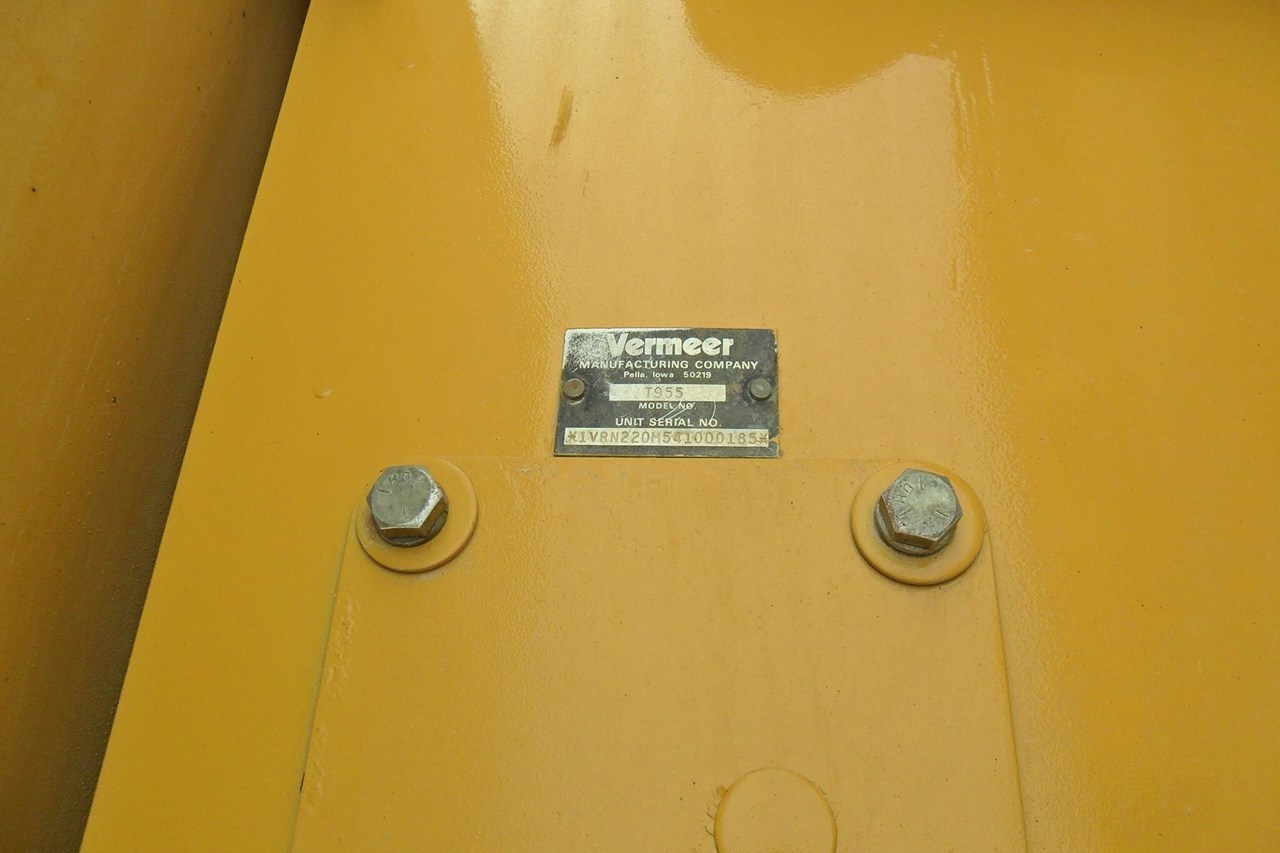 Vermeer
MANUFACTURING COMPANY
Pella, Iowa 50219
T955
MODEL NO.
UNIT SERIAL NO.
*1VRN220M541000185*